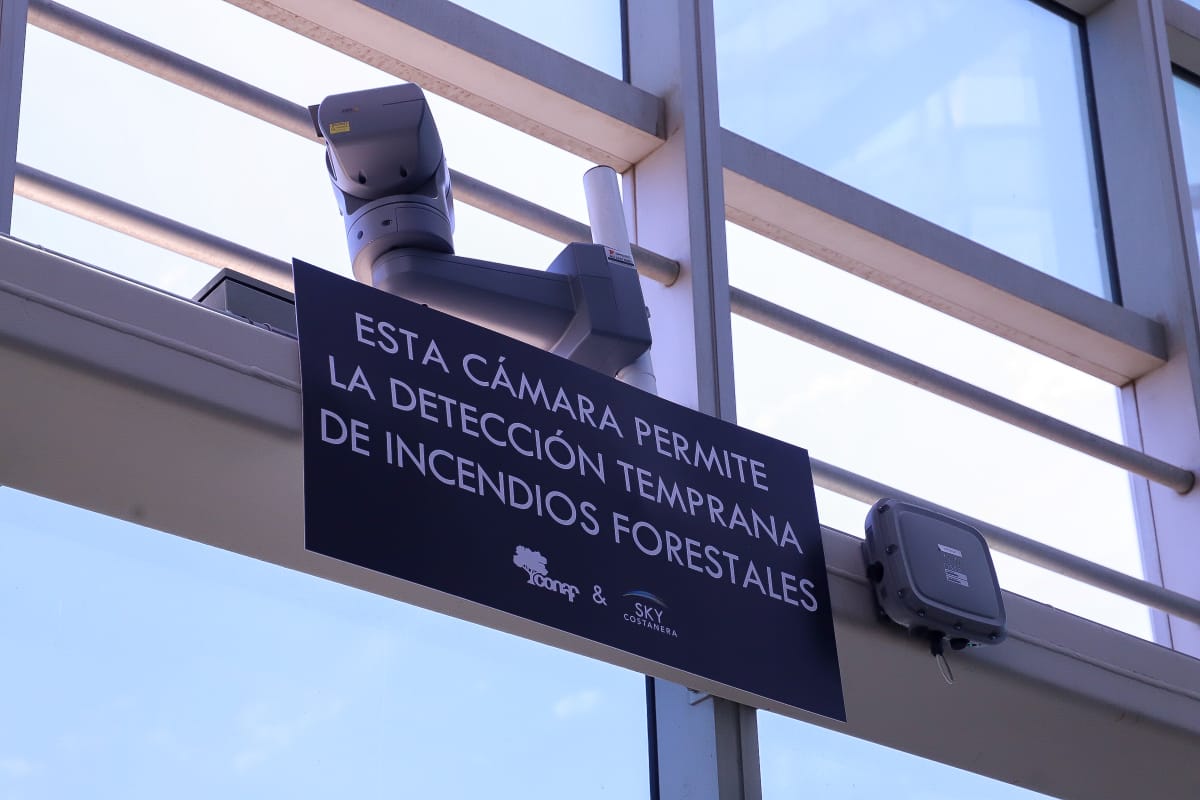 ESTA CÁMARA PERMITE
LA DETECCIÓN TEMPRANA
DE INCENDIOS FORESTALES
CONAF & SKY
COSTANERA